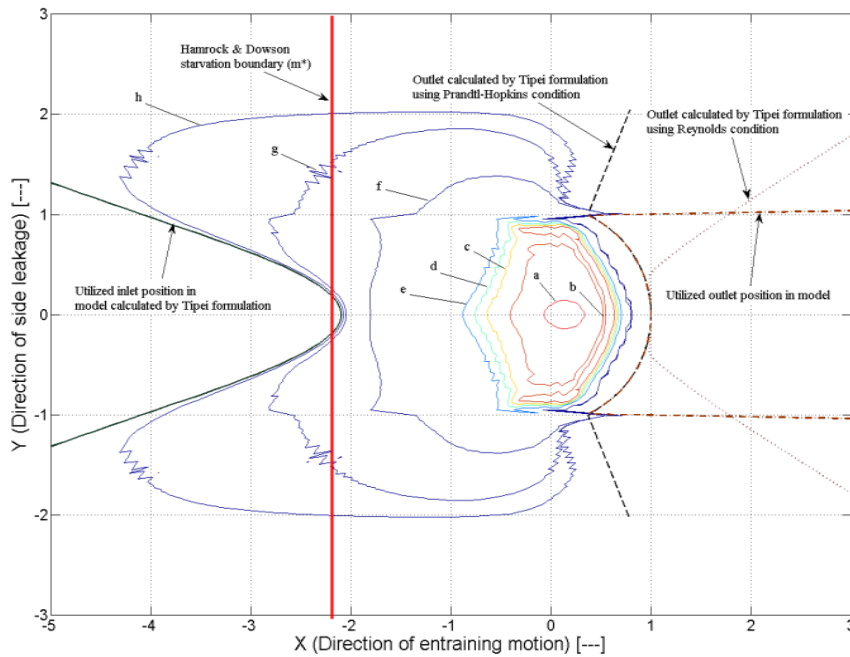 3
2
1
0
-1
-2
-3
-5
-4
-3
-2
-1
0
1
2
3
Y (Direction of side leakage) [---]
X (Direction of entraining motion) [---]
Hamrock & Dowson
starvation boundary (m*)
Outlet calculated by Tipei formulation
using Prandtl-Hopkins condition
Outlet calculated by Tipei formulation
using Reynolds condition
h
g
f
c
d
a
e
b
Utilized inlet position in
model calculated by Tipei formulation
Utilized outlet position in model